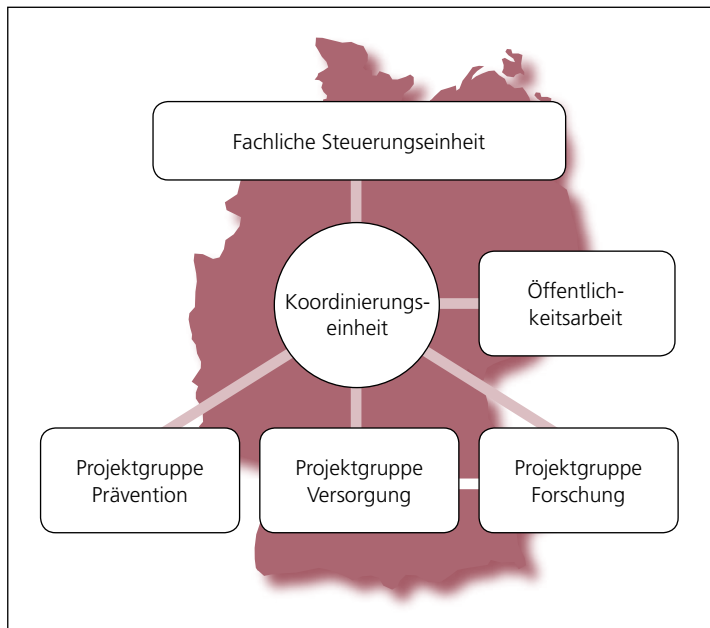 Fachliche Steuerungseinheit
Koordinierungs-
einheit
Öffentlich-
keitsarbeit
Projektgruppe
Prävention
Projektgruppe
Versorgung
Projektgruppe
Forschung